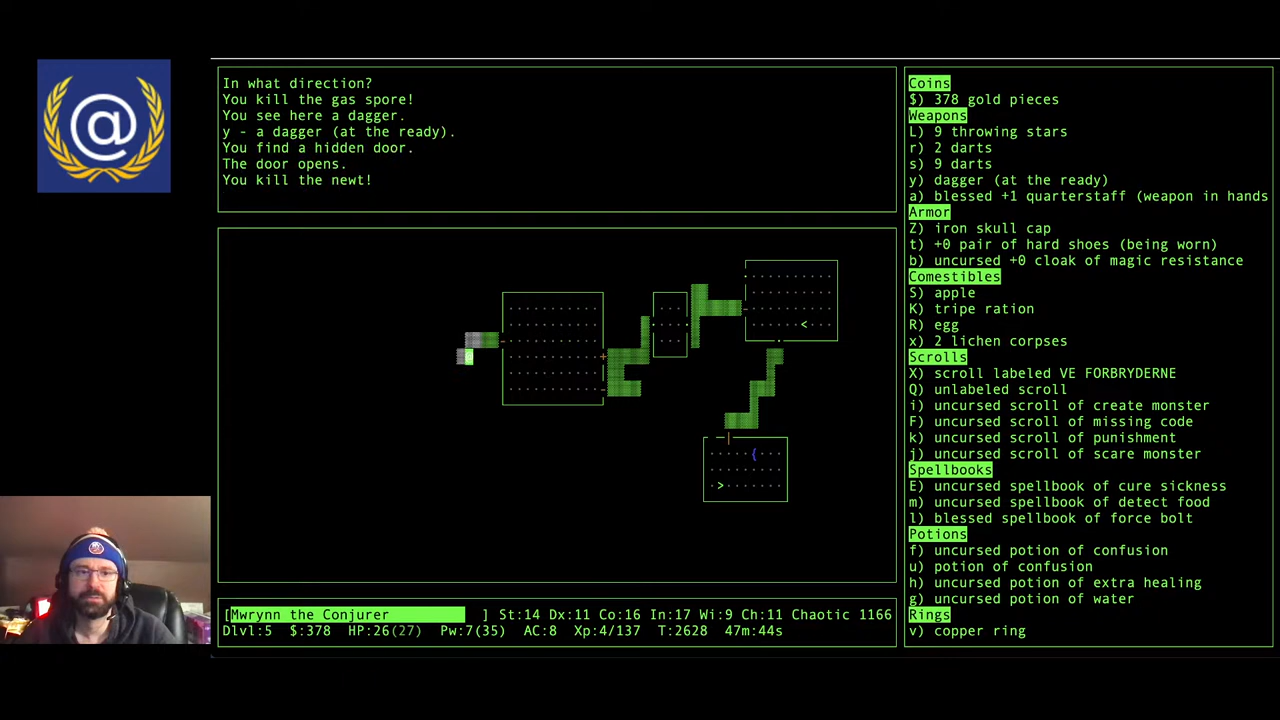 @
In what direction?
You kill the gas spore!
You see here a dagger.
y - a dagger (at the ready).
You find a hidden door.
The door opens.
You kill the newt!
<
{
>
[Mwrynn the Conjurer ] St:14 Dx:11 Co:16 In:17 Wi:9 Ch:11 Chaotic 1166
Dlvl:5 $:378 HP:26(27) Pw:7(35) AC:8 Xp:4/137 T:2628 47m:44s
Coins
$) 378 gold pieces
Weapons
L) 9 throwing stars
r) 2 darts
s) 9 darts
y) dagger (at the ready)
a) blessed +1 quarterstaff (weapon in hands
Armor
Z) iron skull cap
t) +0 pair of hard shoes (being worn)
b) uncursed +0 cloak of magic resistance
Comestibles
S) apple
K) tripe ration
R) egg
x) 2 lichen corpses
Scrolls
X) scroll labeled VE FORBRYDERNE
Q) unlabeled scroll
i) uncursed scroll of create monster
F) uncursed scroll of missing code
k) uncursed scroll of punishment
j) uncursed scroll of scare monster
Spellbooks
E) uncursed spellbook of cure sickness
m) uncursed spellbook of detect food
l) blessed spellbook of force bolt
Potions
f) uncursed potion of confusion
u) potion of confusion
h) uncursed potion of extra healing
g) uncursed potion of water
Rings
v) copper ring